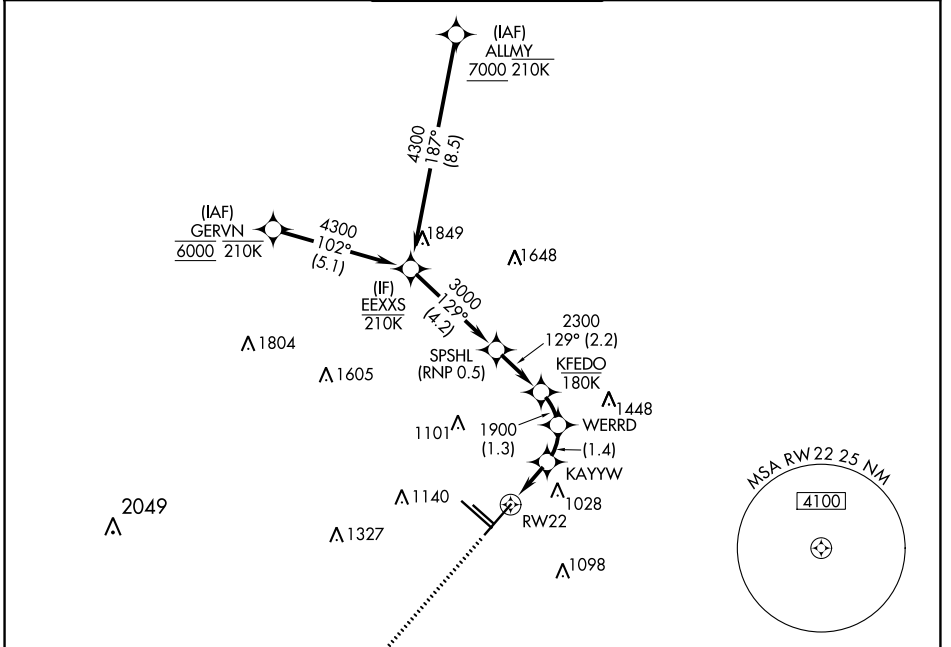 (IAF)
ALLMY
7000 210K
4300
187°
(8.5)
(IAF)
GERVN
6000 210K
4300
102°
(5.1)
1849
1648
(IF)
EEXXS
210K
3000
129°
(4.2)
2300
129° (2.2)
1804
SPSHL
(RNP 0.5)
KFEDO
180K
1605
1448
1101
1900
(1.3)
WERRD
(1.4)
KAYYW
MSA RW22 25 NM
4100
1140
1028
2049
RW22
1327
1098